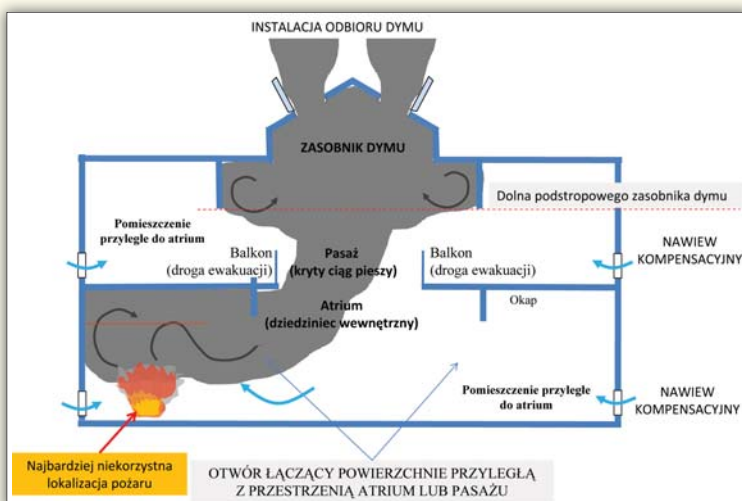 INSTALACJA ODBIORU DYMU
ZASOBNIK DYMU
Dolna podstropowego zasobnika dymu
Pomieszczenie
przyległe do atrium
Balkon
(droga ewakuacji)
Pasaż
(kryty ciąg pieszy)
Balkon
(droga ewakuacji)
NAWIEW
KOMPENSACYJNY
Atrium
(dziedziniec wewnętrzny)
Okap
Pomieszczenie przyległe
do atrium
NAWIEW
KOMPENSACYJNY
Najbardziej niekorzystna
lokalizacja pożaru
OTWÓR ŁĄCZĄCY POWIERZCHNIE PRZYLEGŁĄ
Z PRZESTRZENIĄ ATRIUM LUB PASAŻU